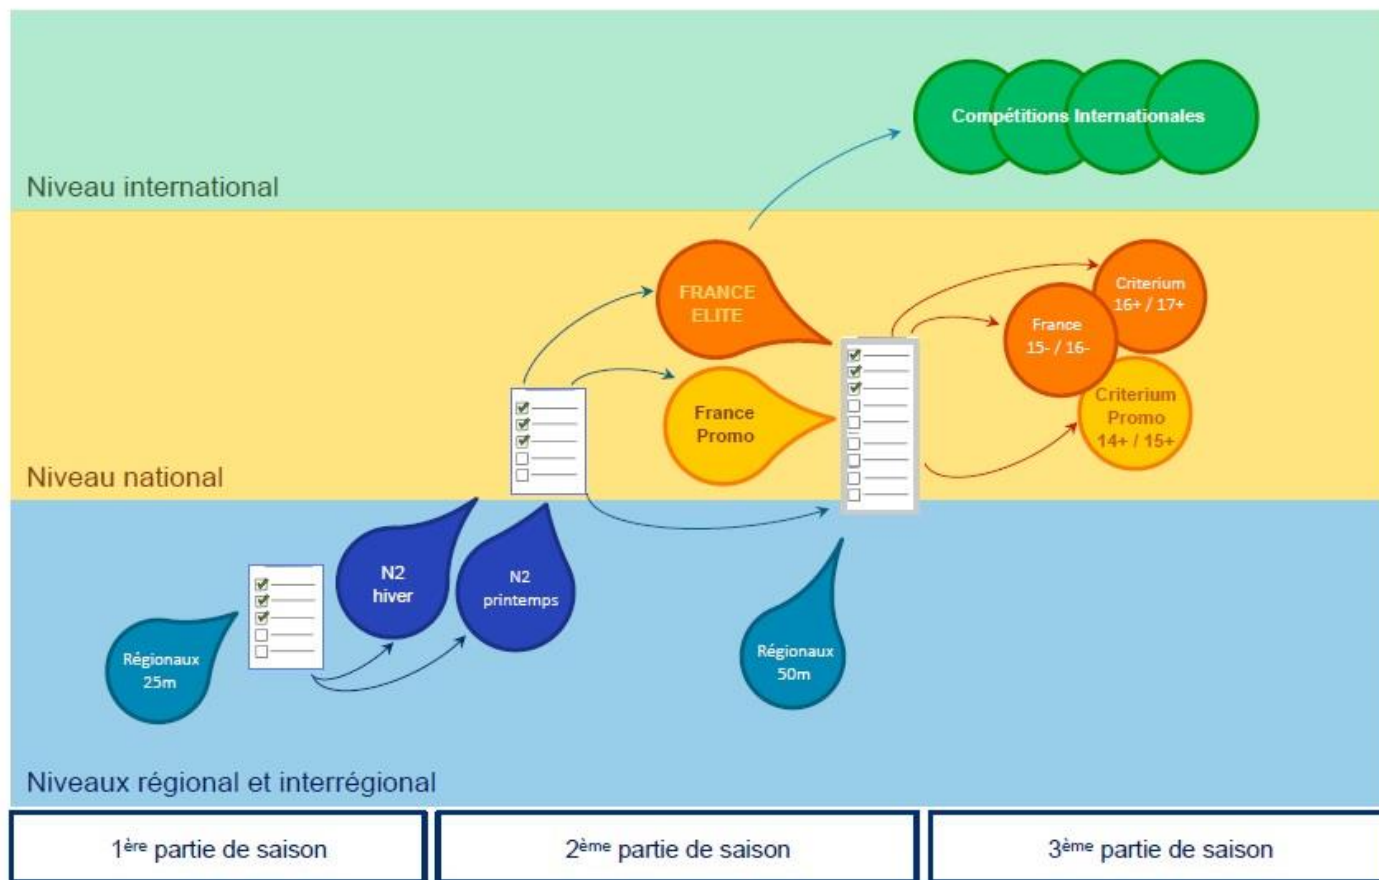 Compétitions Internationales
Niveau international
FRANCE
ELITE
Criterium
16+ / 17+
France
15- / 16-
France
Promo
Criterium
Promo
14+ / 15+
Niveau national
N2
hiver
N2
printemps
Régionaux
25m
Régionaux
50m
Niveaux régional et interrégional
1ère partie de saison
2ème partie de saison
3ème partie de saison